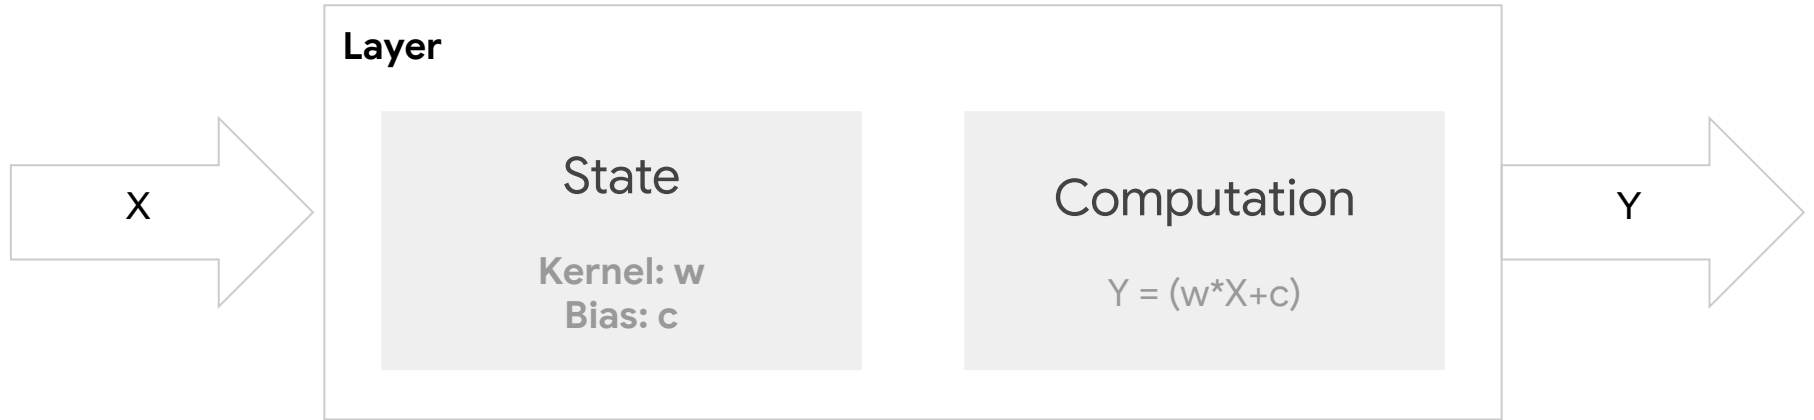 Layer
X
State
Kernel: w
Bias: c
Computation
Y = (w*X+c)
Y